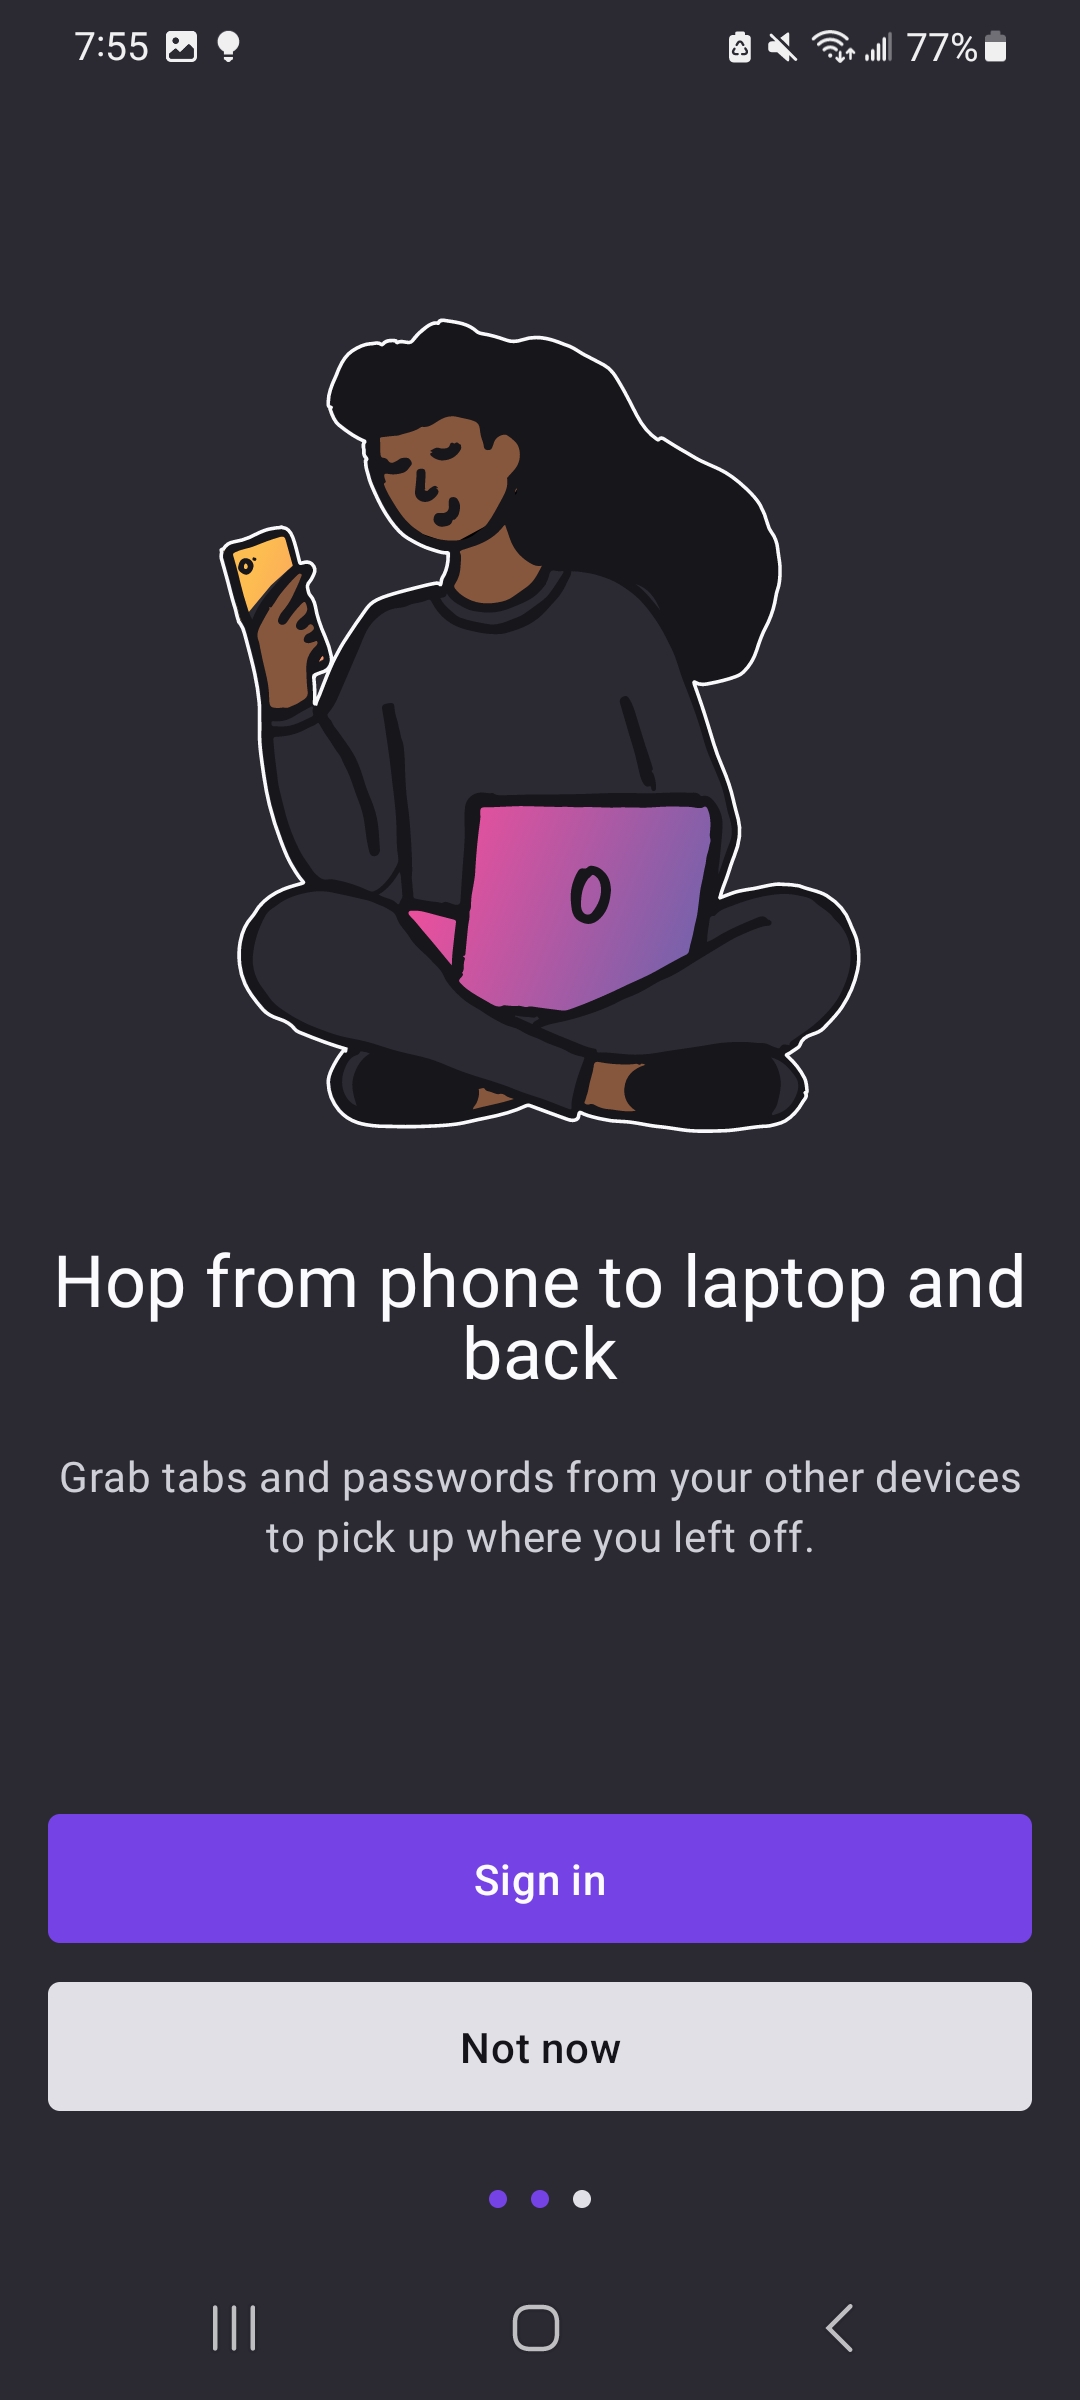 7:55 77%
Hop from phone to laptop and
back
Grab tabs and passwords from your other devices
to pick up where you left off.
Sign in
Not now